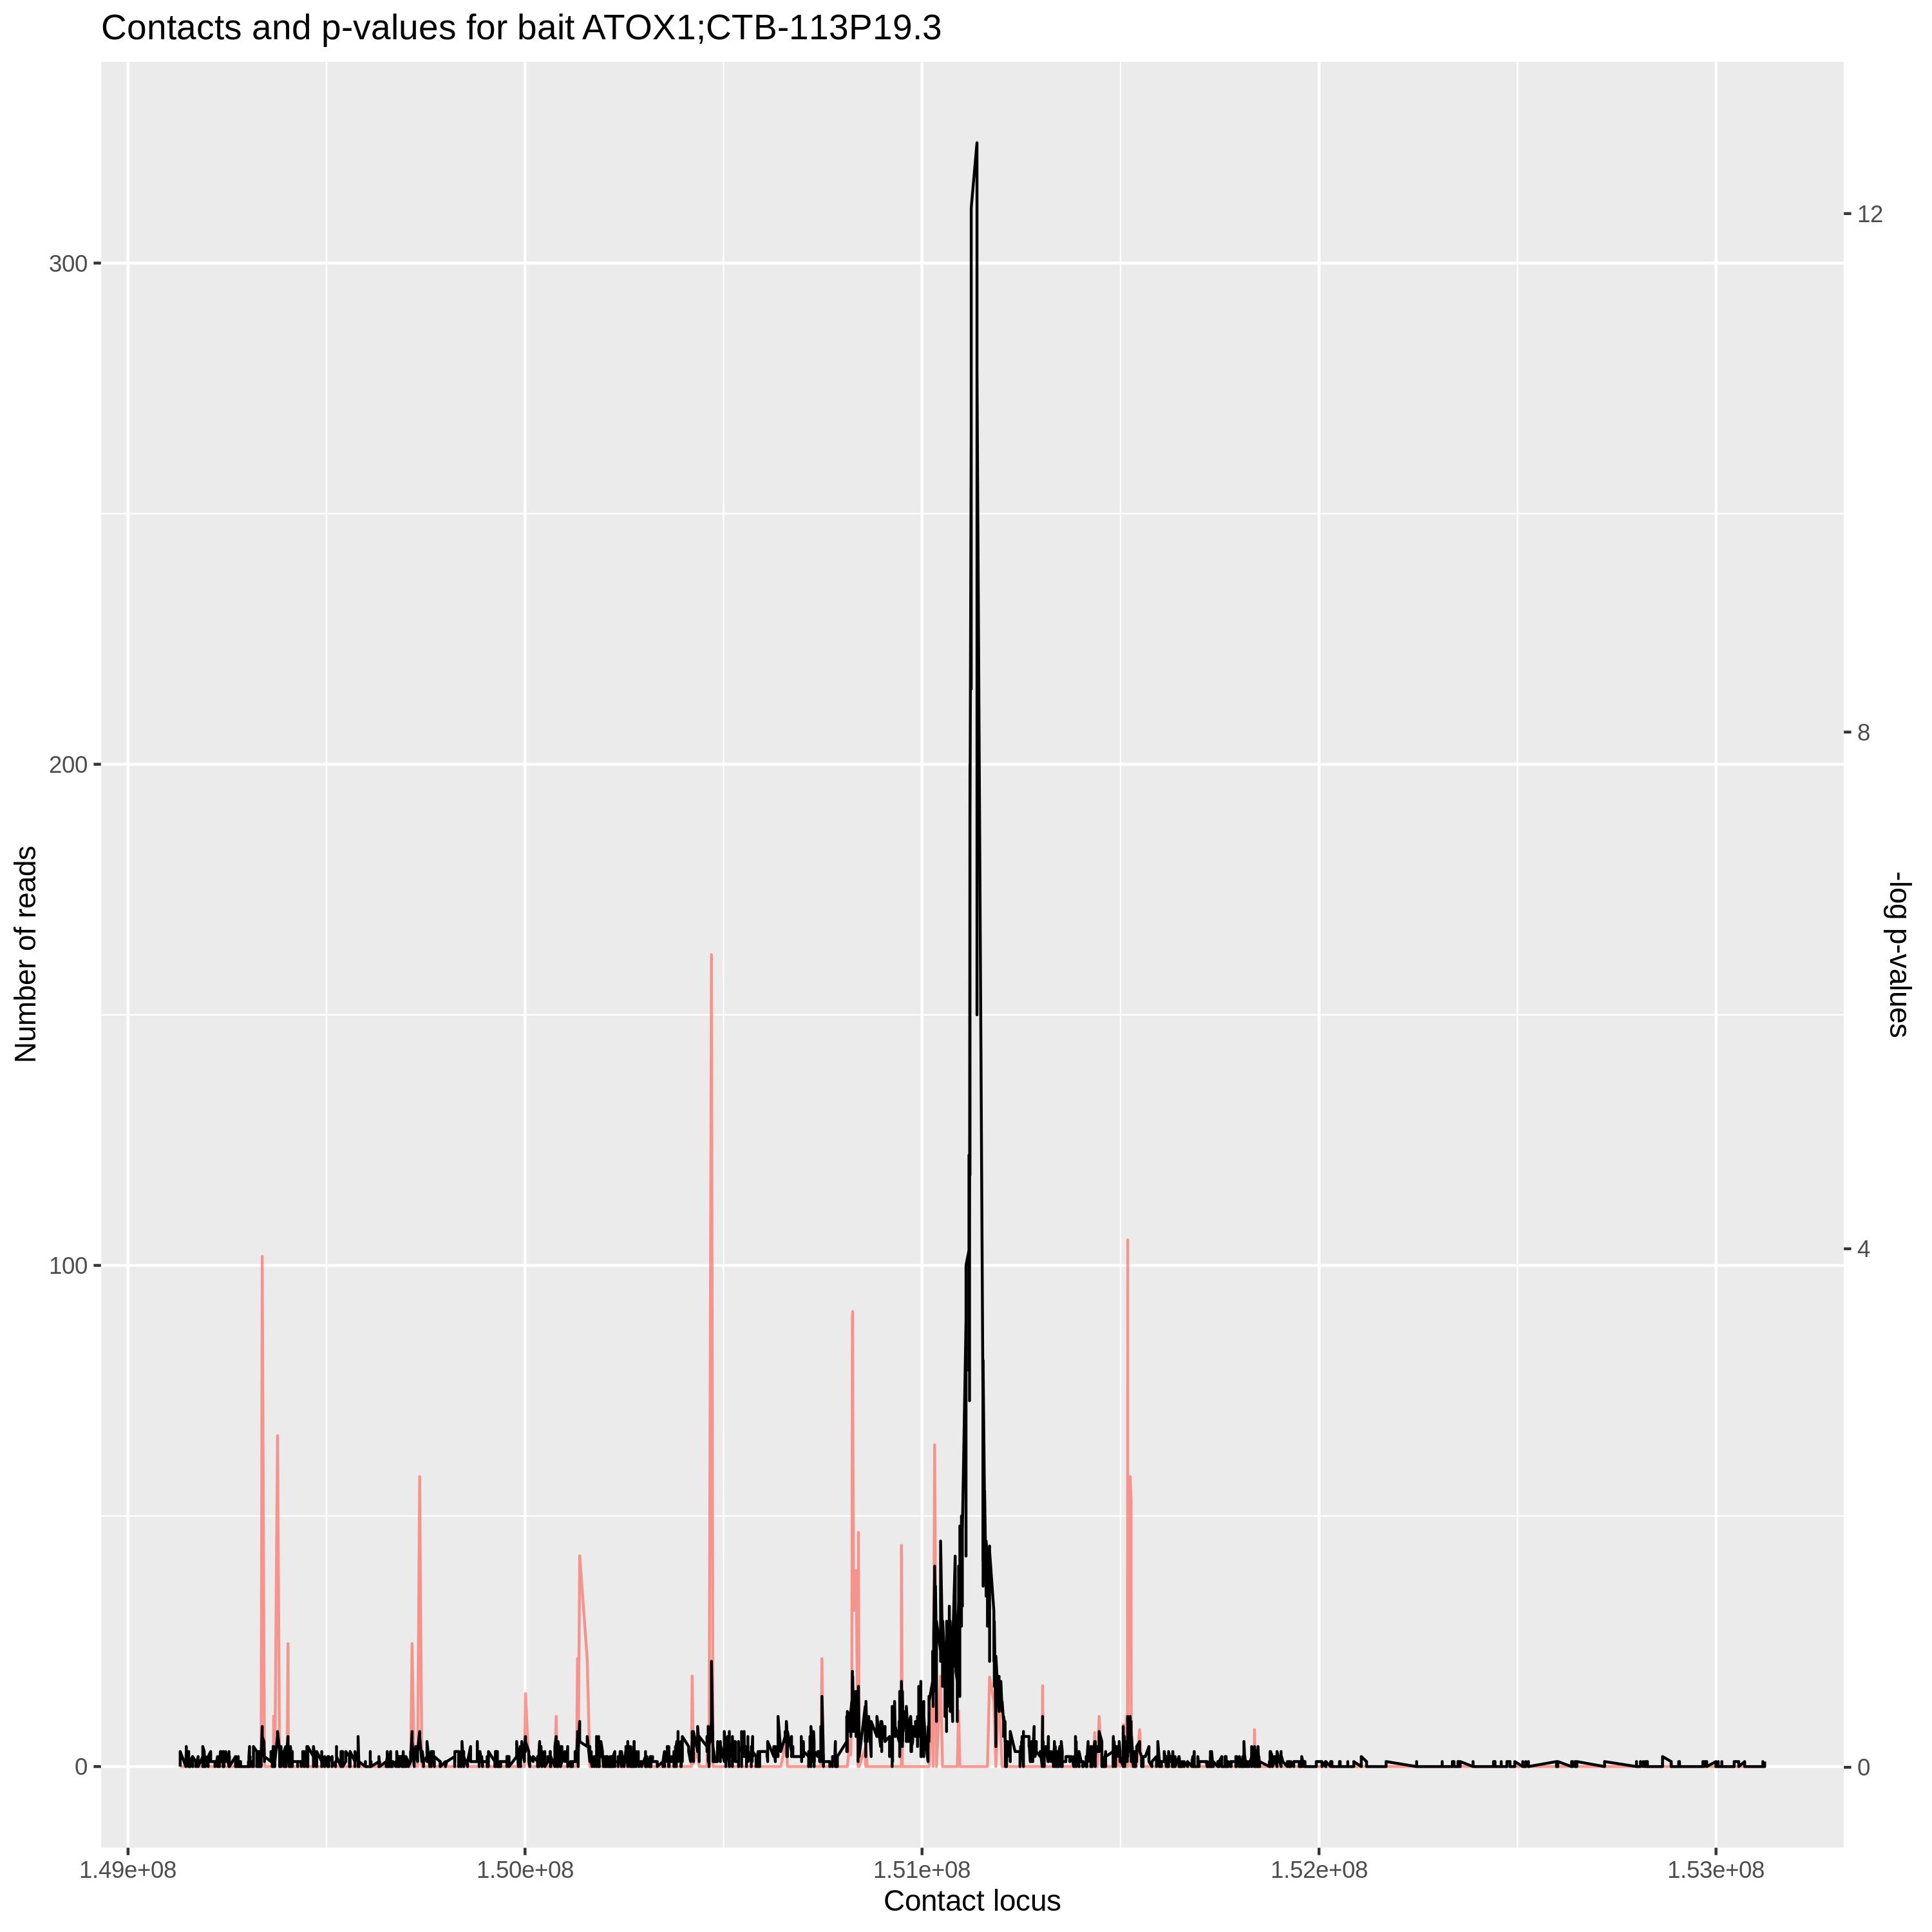 Contacts and p-values for bait ATOX1;CTB-113P19.3
Number of reads
300
200
100
0
12
8
4
0
-log p-values
1.49e+08 1.50e+08 1.51e+08 1.52e+08 1.53e+08
Contact locus